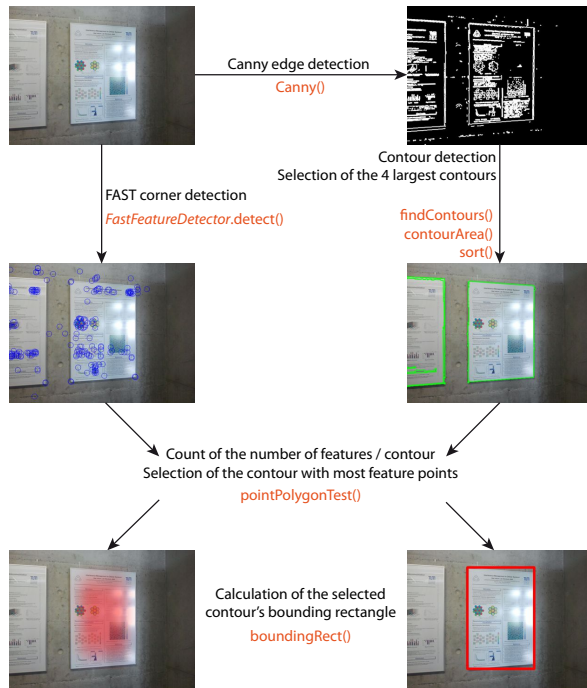 Canny edge detection
Canny()
Contour detection
Selection of the 4 largest contours
FAST corner detection
FastFeatureDetector.detect()
findContours()
contourArea()
sort()
Count of the number of features / contour
Selection of the contour with most feature points
pointPolygonTest()
Calculation of the selected
contour's bounding rectangle
boundingRect()